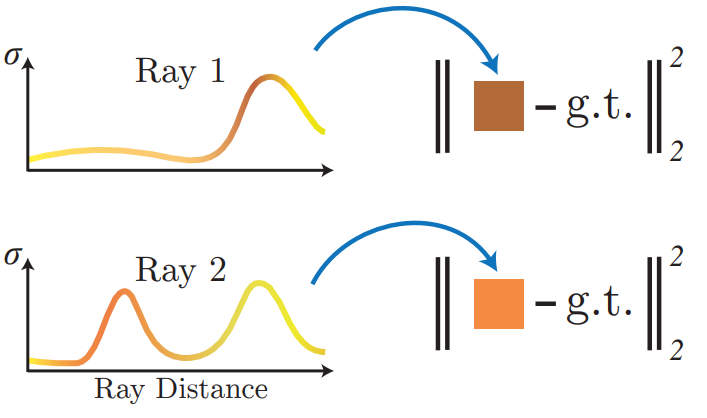 σ
Ray 1
‖ – g.t. ‖ 2 2
σ
Ray 2
‖ – g.t. ‖ 2 2
Ray Distance